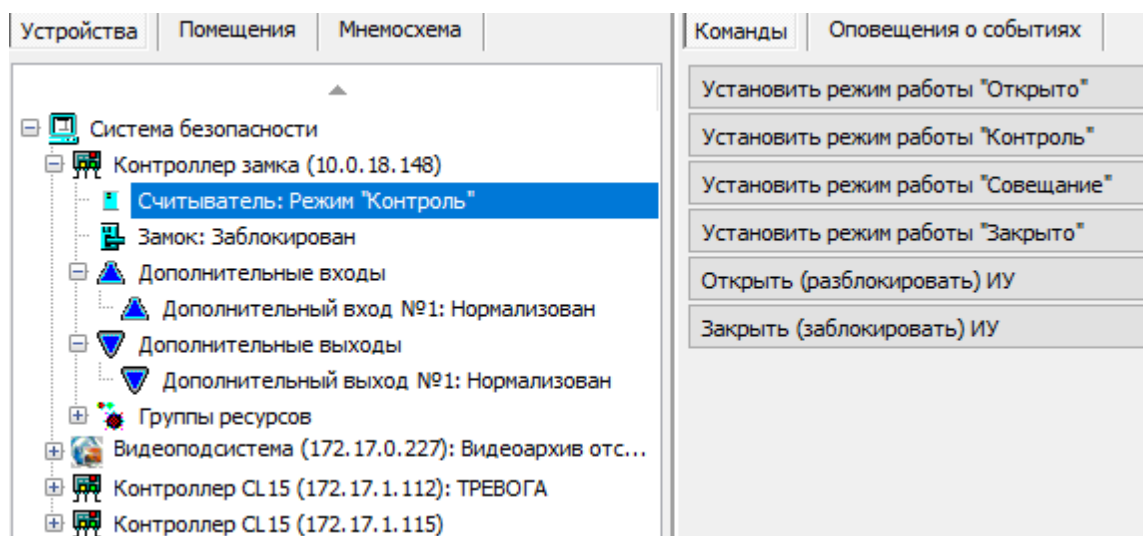 Устройства
Помещения
Мнемосхема
Система безопасности
Контроллер замка (10.0.18.148)
Считыватель: Режим "Контроль"
Замок: Заблокирован
Дополнительные входы
Дополнительный вход №1: Нормализован
Дополнительные выходы
Дополнительный выход №1: Нормализован
Группы ресурсов
Видеоподсистема (172.17.0.227): Видеоархив отс...
Контроллер CL15 (172.17.1.112): ТРЕВОГА
Контроллер CL15 (172.17.1.115)
Команды
Оповещения о событиях
Установить режим работы "Открыто"
Установить режим работы "Контроль"
Установить режим работы "Совещание"
Установить режим работы "Закрыто"
Открыть (разблокировать) ИУ
Закрыть (заблокировать) ИУ